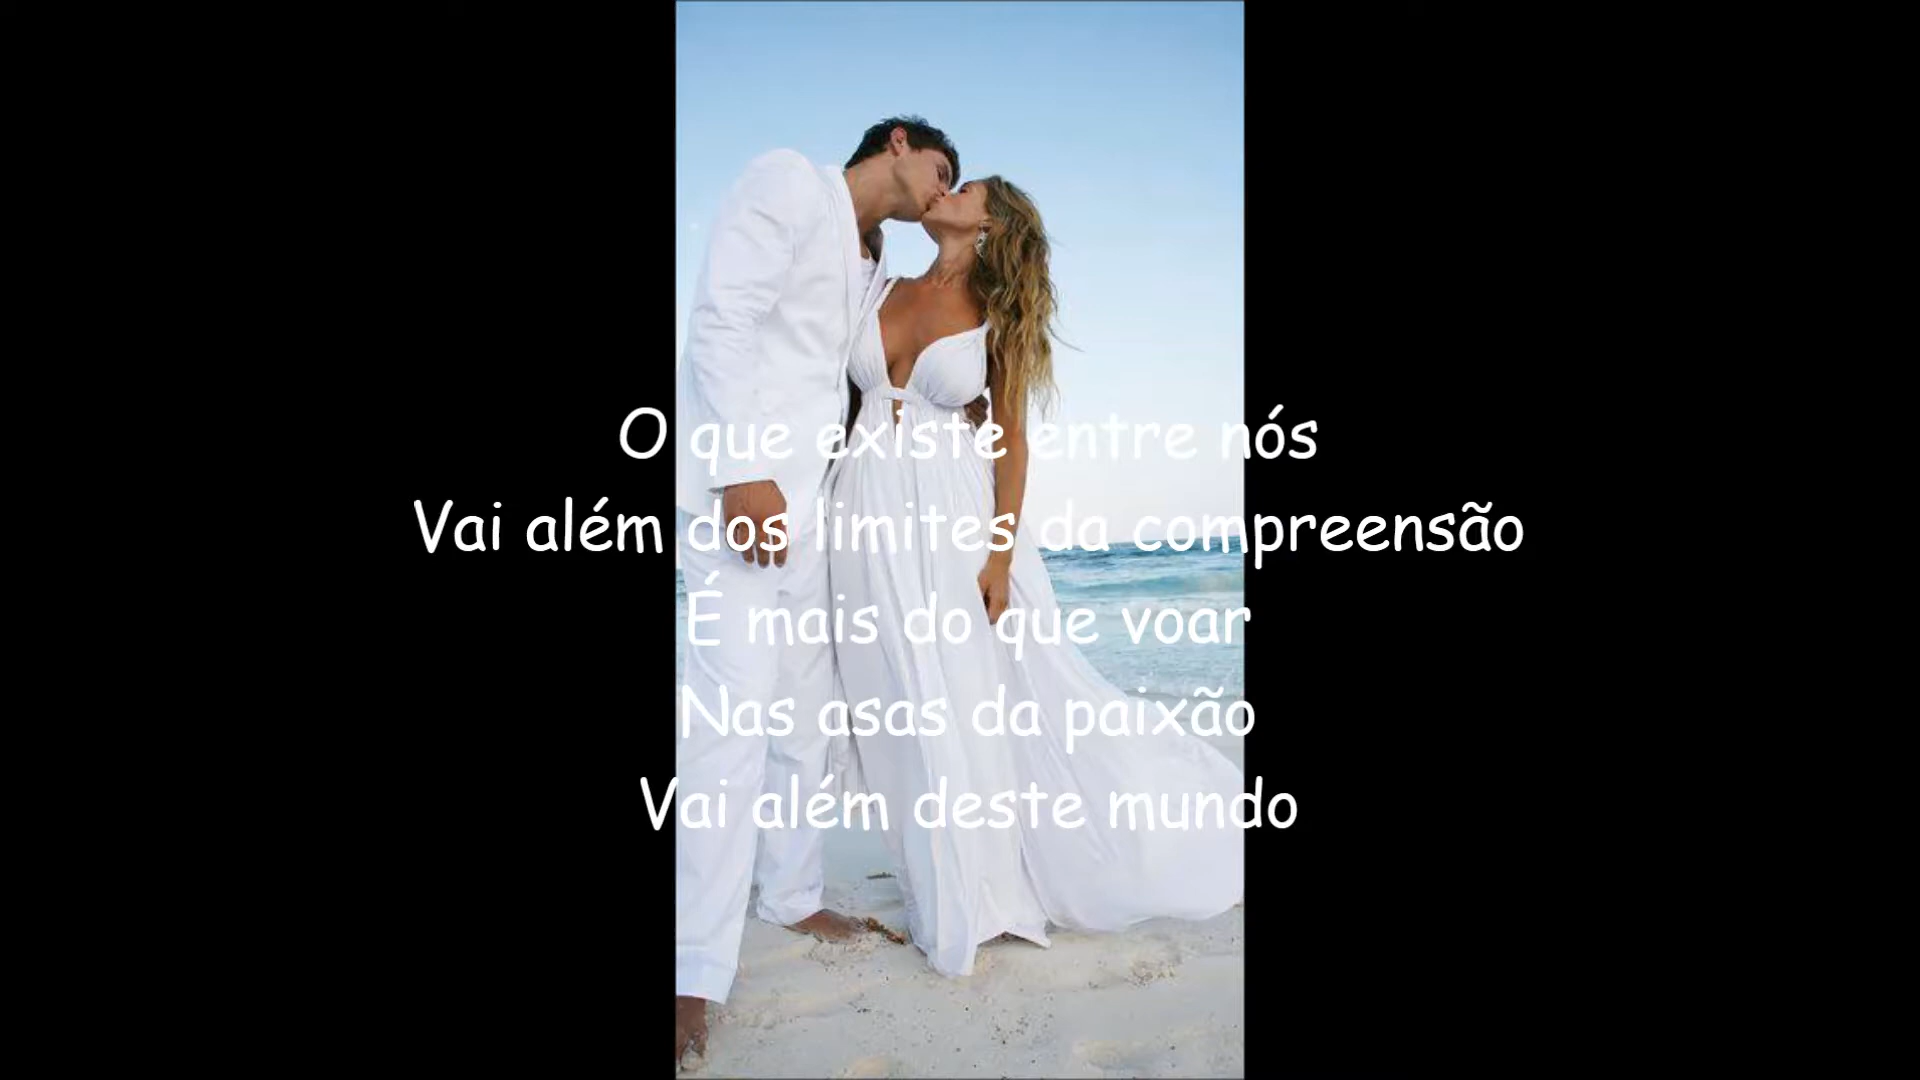 O que existe entre nós
Vai além dos limites da compreensão
É mais do que voar
Nas asas da paixão
Vai além deste mundo